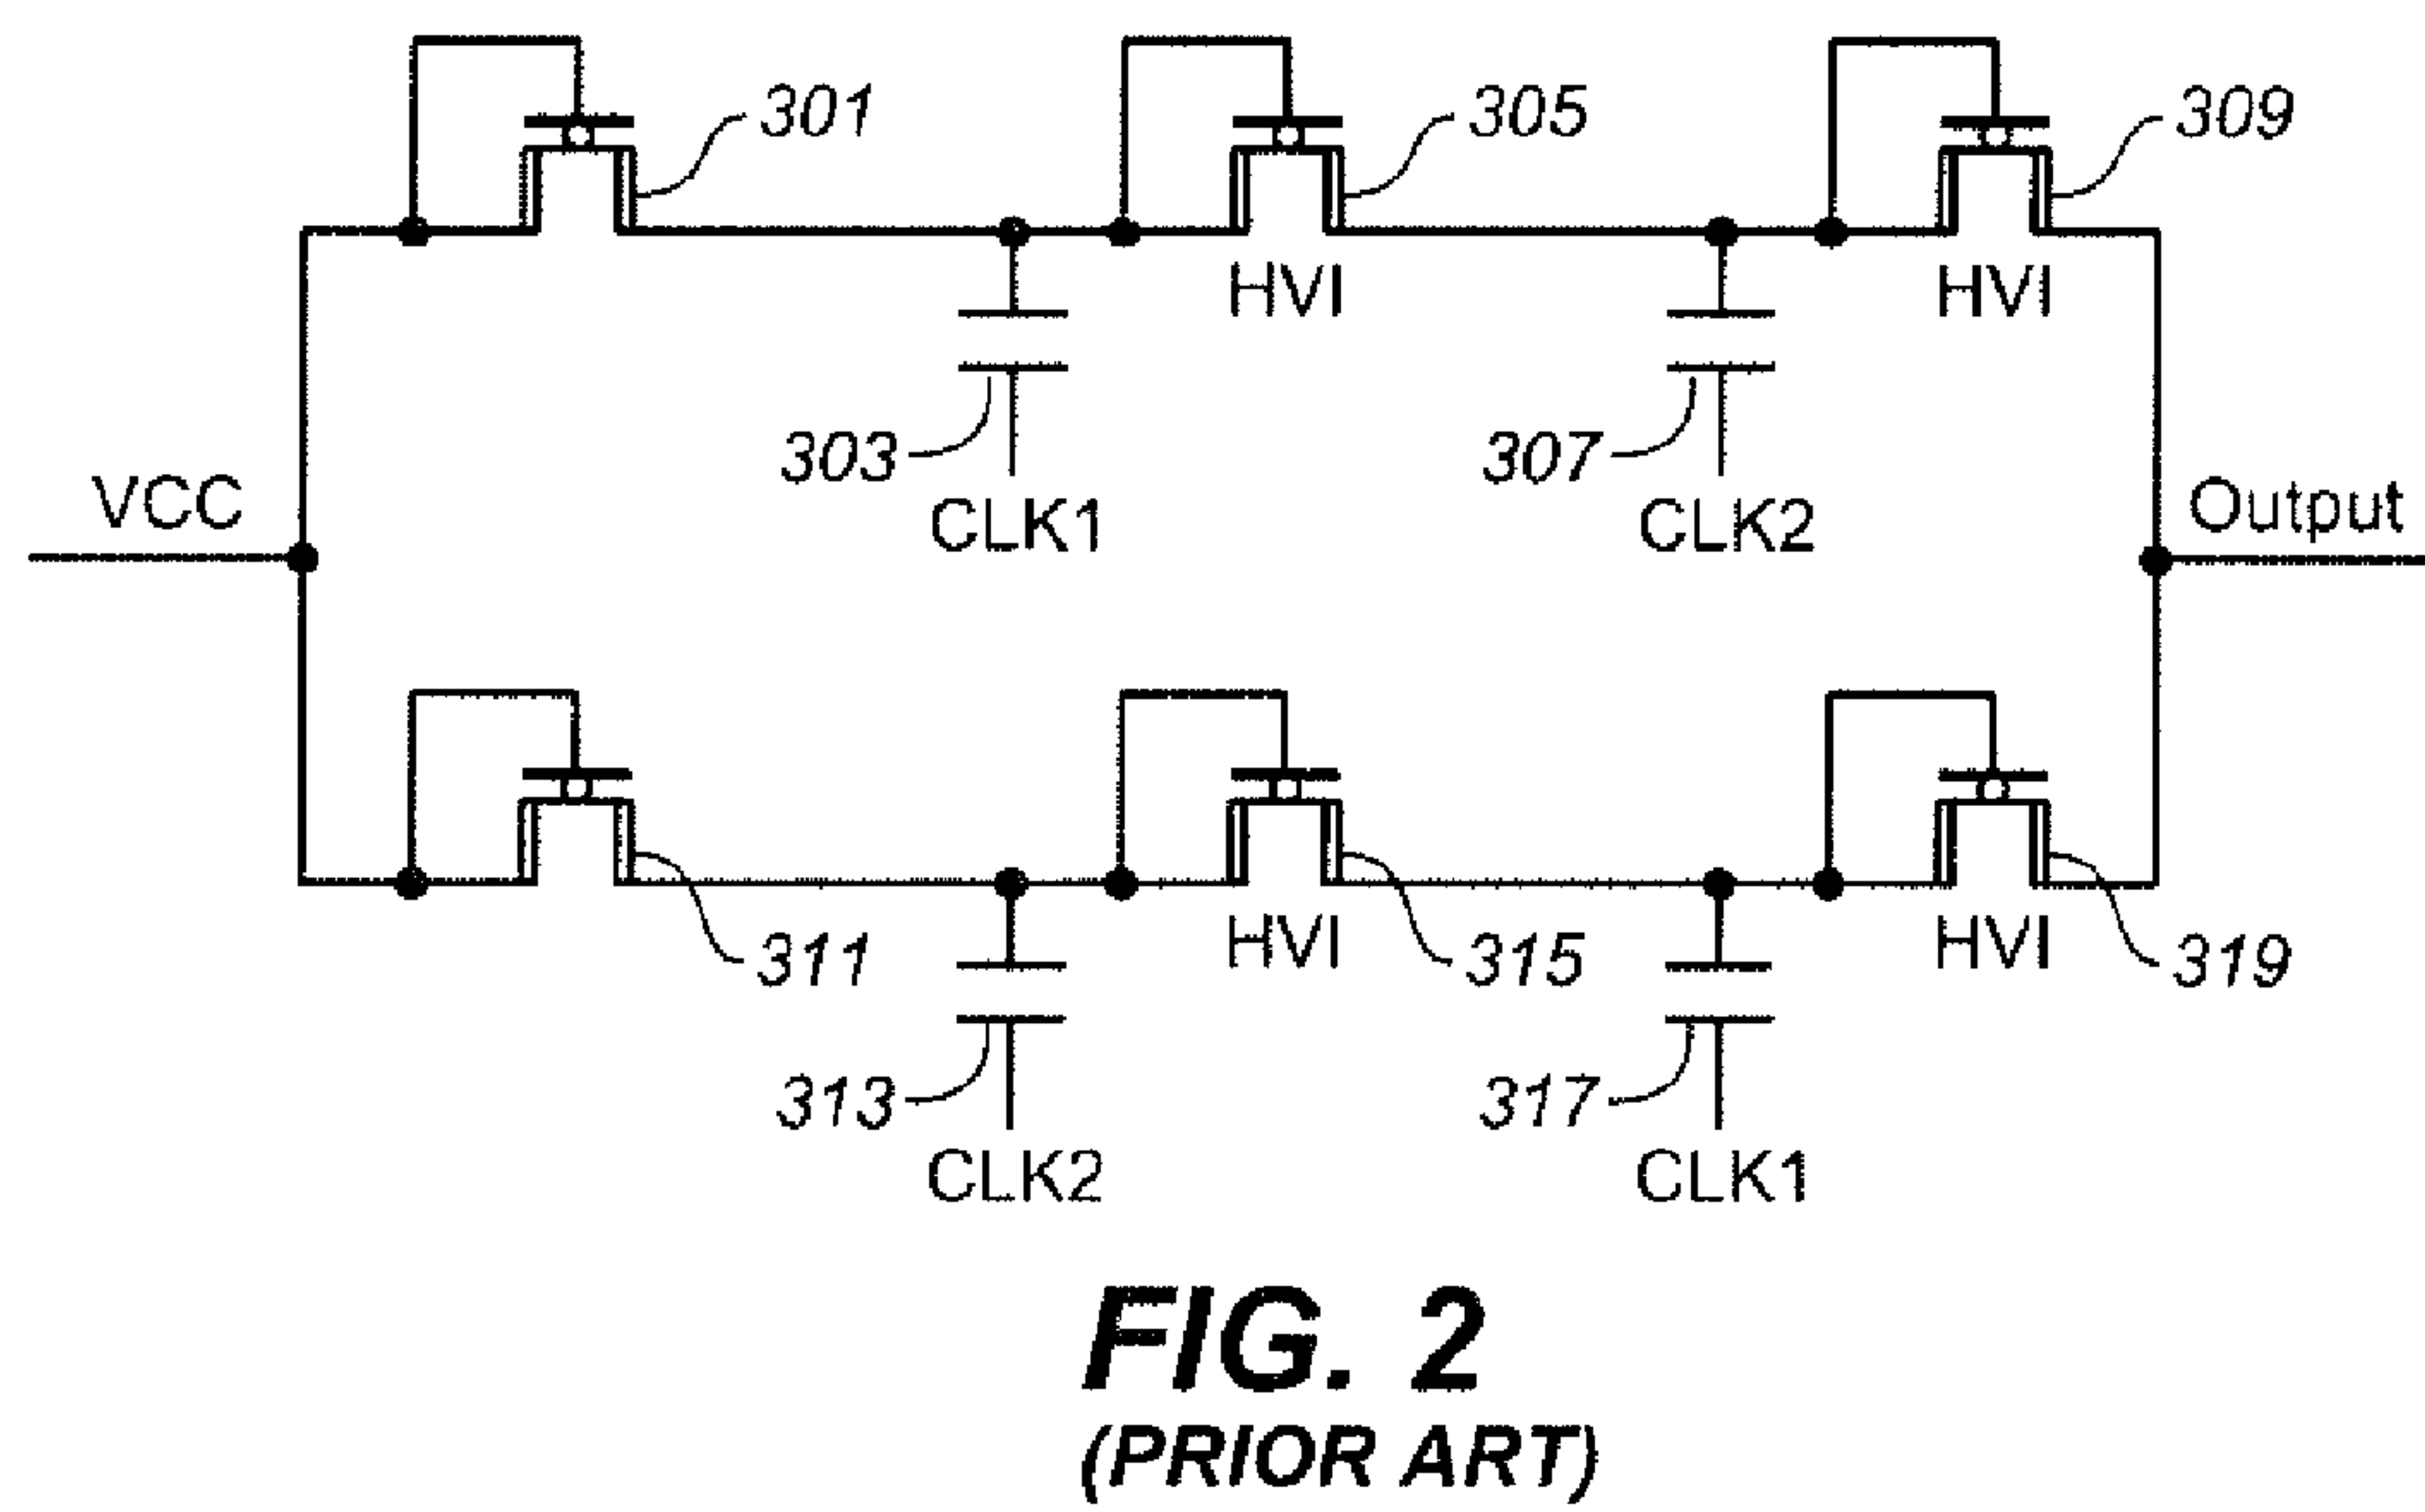 301
305
309
HVI
HVI
303
307
CLK1
CLK2
VCC
Output
311
HVI
315
HVI
319
313
317
CLK2
CLK1
FIG. 2
(PRIOR ART)